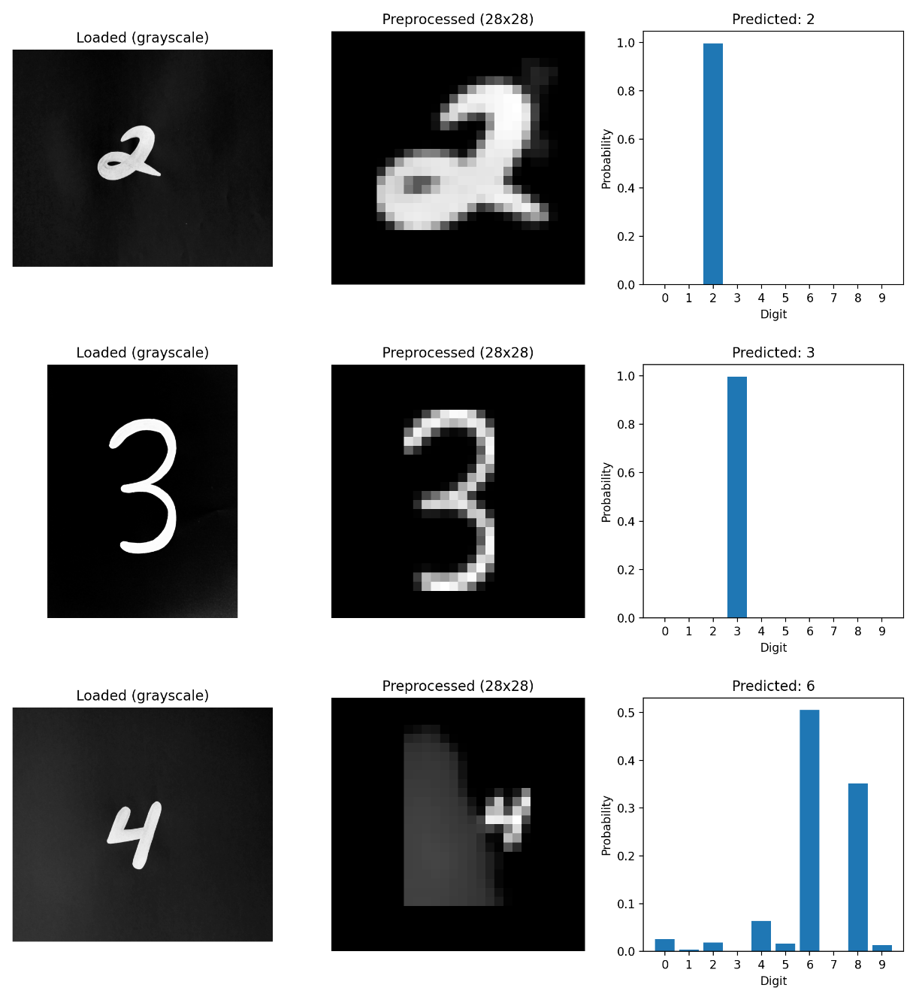 Loaded (grayscale)
Preprocessed (28x28)
Predicted: 2
2
1.0
0.8
0.6
0.4
0.2
0.0
Probability
0 1 2 3 4 5 6 7 8 9
Digit
Loaded (grayscale)
Preprocessed (28x28)
Predicted: 3
3
3
1.0
0.8
0.6
0.4
0.2
0.0
Probability
0 1 2 3 4 5 6 7 8 9
Digit
Loaded (grayscale)
Preprocessed (28x28)
Predicted: 6
4
4
0.5
0.4
0.3
0.2
0.1
0.0
Probability
0 1 2 3 4 5 6 7 8 9
Digit